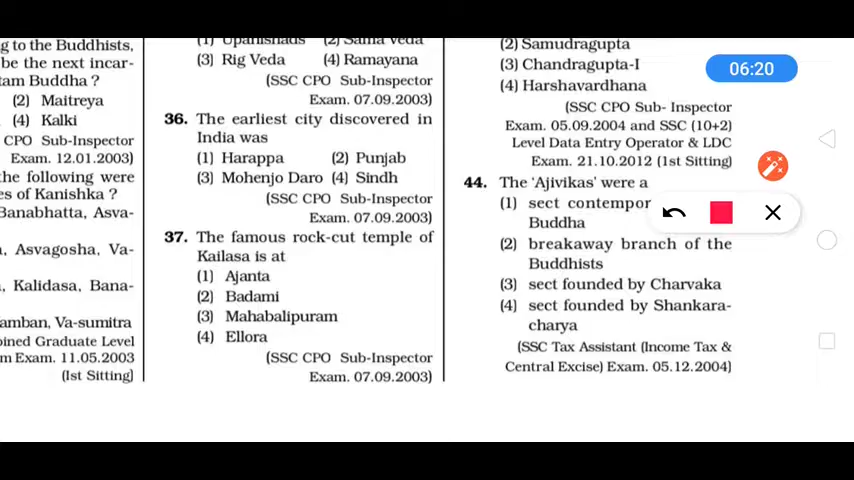 g to the Buddhists,
be the next incar-
tam Buddha ?
(2) Maitreya
(4) Kalki
CPO Sub-Inspector
Exam. 12.01.2003)
the following were
es of Kanishka ?
Banabhatta, Asva-
, Asvagosha, Va-
, Kalidasa, Bana-
amban, Va-sumitra
oined Graduate Level
m Exam. 11.05.2003
(Ist Sitting)
(1) Upanishads (2) Sama Veda
(3) Rig Veda (4) Ramayana
(SSC CPO Sub-Inspector
Exam. 07.09.2003)
36. The earliest city discovered in
India was
(1) Harappa (2) Punjab
(3) Mohenjo Daro (4) Sindh
(SSC CPO Sub-Inspector
Exam. 07.09.2003)
37. The famous rock-cut temple of
Kailasa is at
(1) Ajanta
(2) Badami
(3) Mahabalipuram
(4) Ellora
(SSC CPO Sub-Inspector
Exam. 07.09.2003)
(2) Samudragupta
(3) Chandragupta-I
(4) Harshavardhana
(SSC CPO Sub- Inspector
Exam. 05.09.2004 and SSC (10+2)
Level Data Entry Operator & LDC
Exam. 21.10.2012 (1st Sitting)
44. The 'Ajivikas' were a
(1) sect contempor
Buddha
(2) breakaway branch of the
Buddhists
(3) sect founded by Charvaka
(4) sect founded by Shankara-
charya
(SSC Tax Assistant (Income Tax &
Central Excise) Exam. 05.12.2004)
06:20